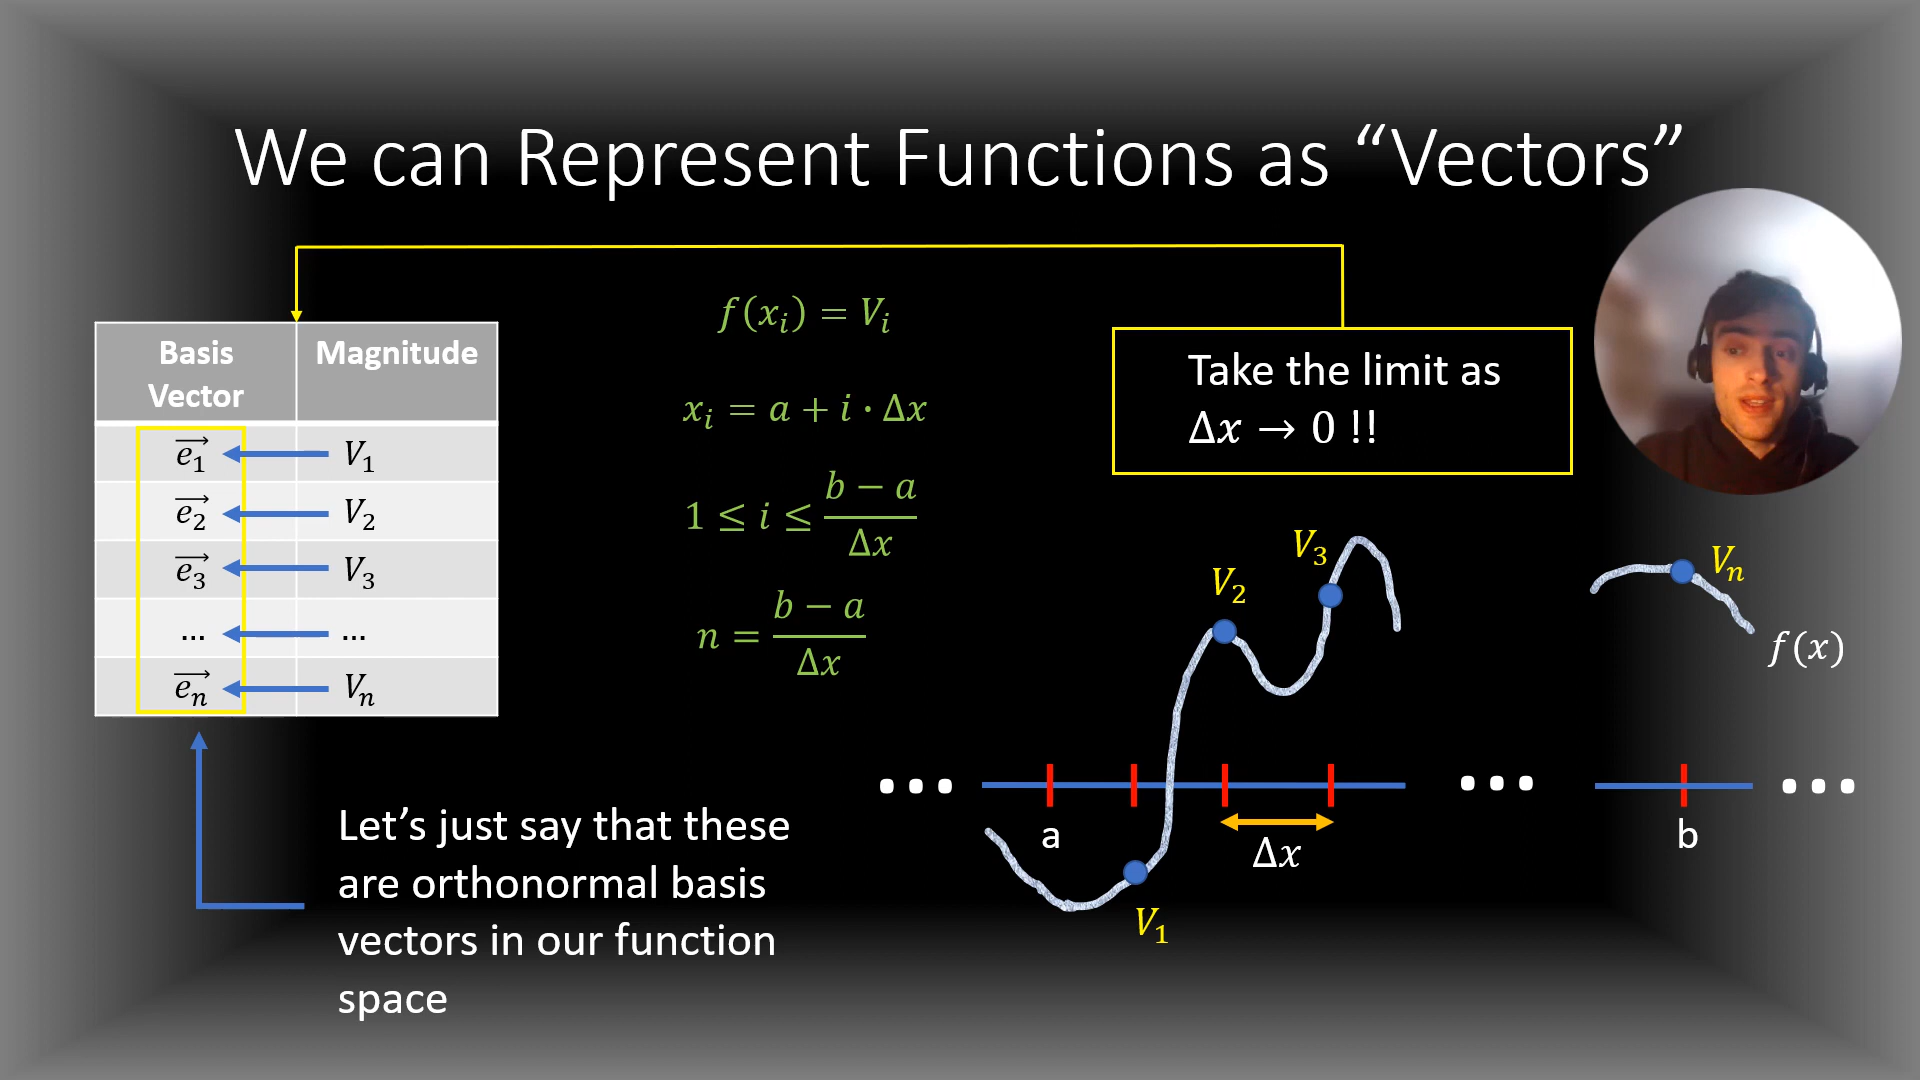 We can Represent Functions as “Vectors”
Basis Vector
Magnitude
e₁⃗
V₁
e₂⃗
V₂
e₃⃗
V₃
...
...
eₙ⃗
Vₙ
f(xᵢ) = Vᵢ
xᵢ = a + i · Δx
1 ≤ i ≤ (b − a)/Δx
n = (b − a)/Δx
Take the limit as
Δx → 0 !!
Let’s just say that these
are orthonormal basis
vectors in our function
space
V₁
V₂
V₃
Vₙ
f(x)
...
...
...
a
Δx
b